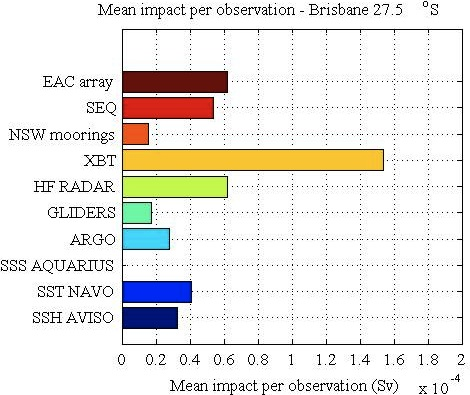 Mean impact per observation - Brisbane 27.5 °S
EAC array
SEQ
NSW moorings
XBT
HF RADAR
GLIDERS
ARGO
SSS AQUARIUS
SST NAVO
SSH AVISO
0 0.2 0.4 0.6 0.8 1 1.2 1.4 1.6 1.8 2
Mean impact per observation (Sv) x 10⁻⁴